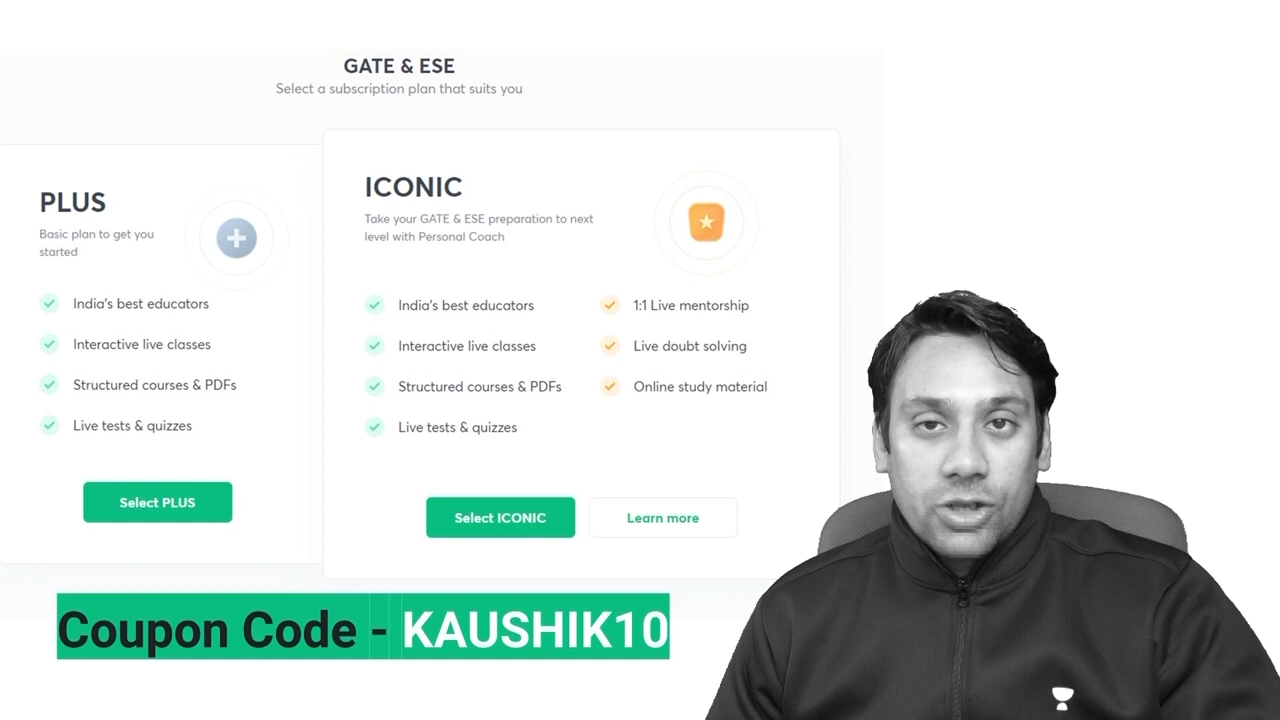 GATE & ESE
Select a subscription plan that suits you
PLUS
Basic plan to get you
started
India's best educators
Interactive live classes
Structured courses & PDFs
Live tests & quizzes
Select PLUS
ICONIC
Take your GATE & ESE preparation to next
level with Personal Coach
India's best educators
Interactive live classes
Structured courses & PDFs
Live tests & quizzes
1:1 Live mentorship
Live doubt solving
Online study material
Select ICONIC
Learn more
Coupon Code - KAUSHIK10